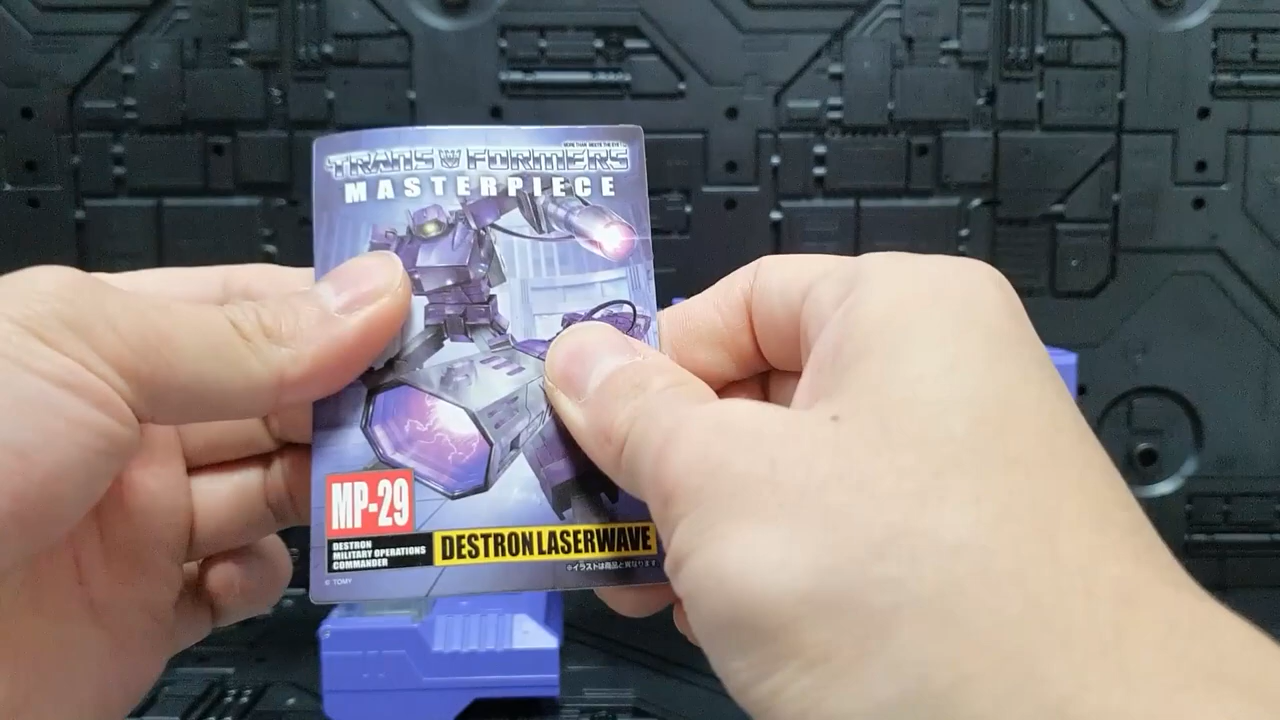 MORE THAN MEETS THE EYE
TRANSFORMERS
MASTERPIECE
MP-29
DESTRON
MILITARY OPERATIONS
COMMANDER
DESTRON LASERWAVE
※イラストは商品と異なります
© TOMY